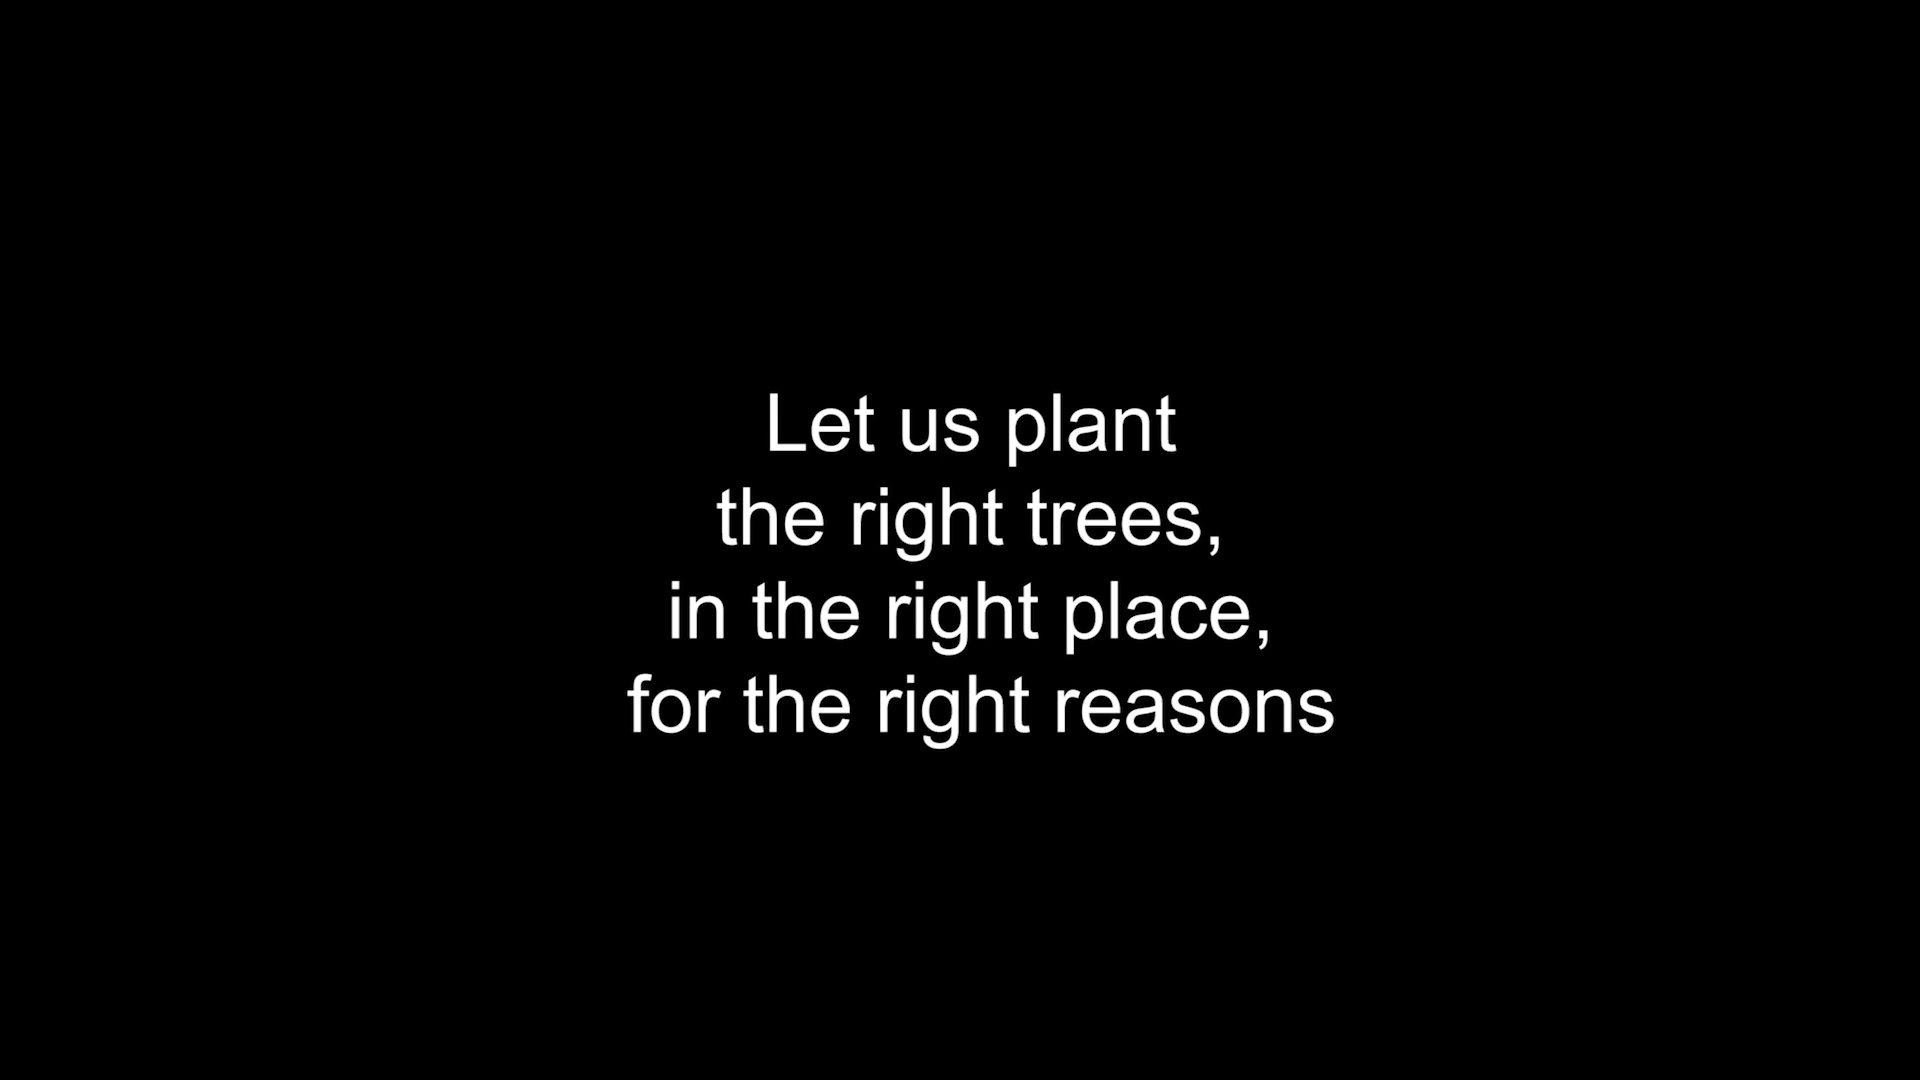 Let us plant
the right trees,
in the right place,
for the right reasons